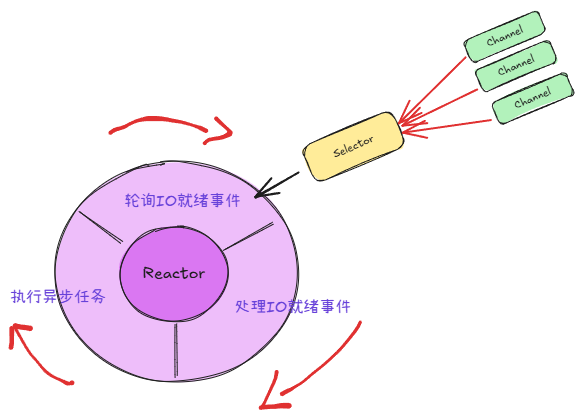 Channel
Channel
Channel
Selector
轮询IO就绪事件
Reactor
执行异步任务
处理IO就绪事件